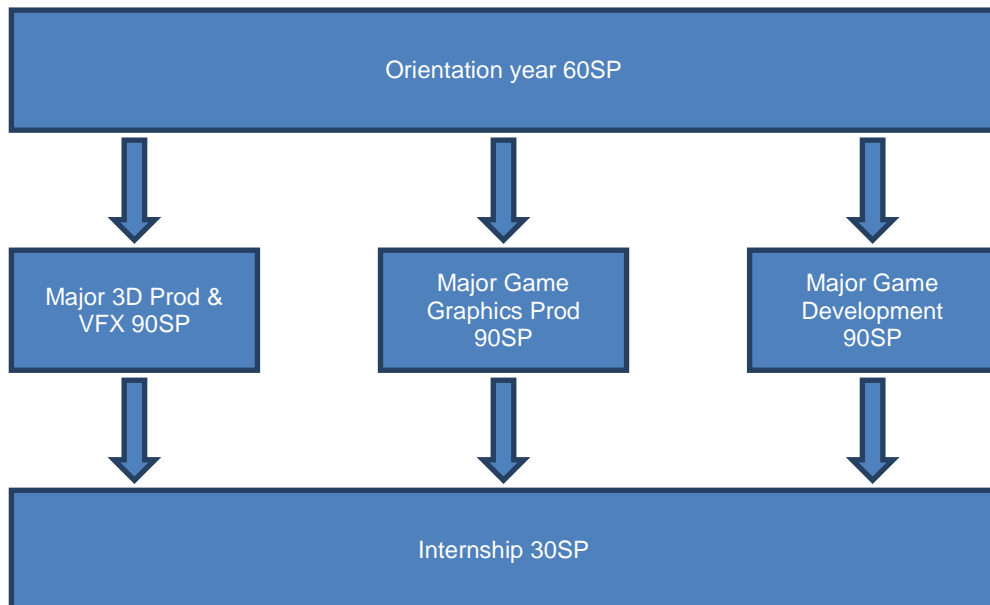 Orientation year 60SP
Major 3D Prod &
VFX 90SP
Major Game
Graphics Prod
90SP
Major Game
Development
90SP
Internship 30SP